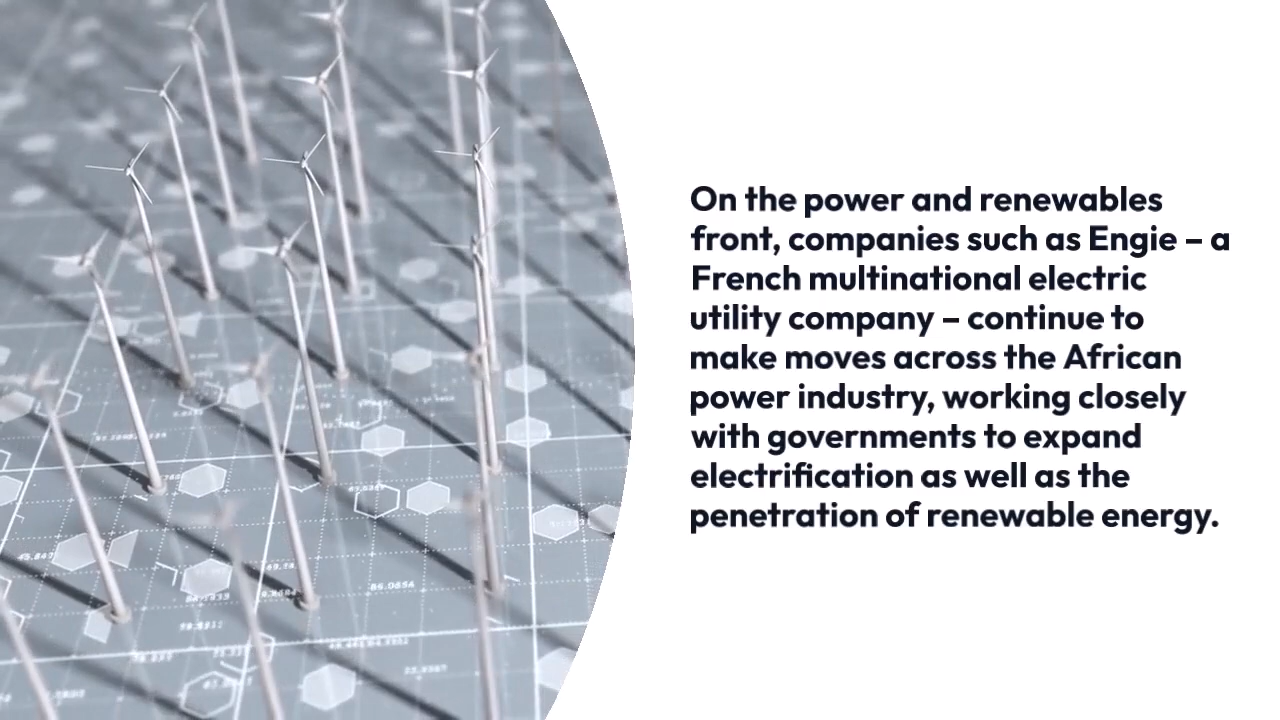 On the power and renewables
front, companies such as Engie – a
French multinational electric
utility company – continue to
make moves across the African
power industry, working closely
with governments to expand
electrification as well as the
penetration of renewable energy.